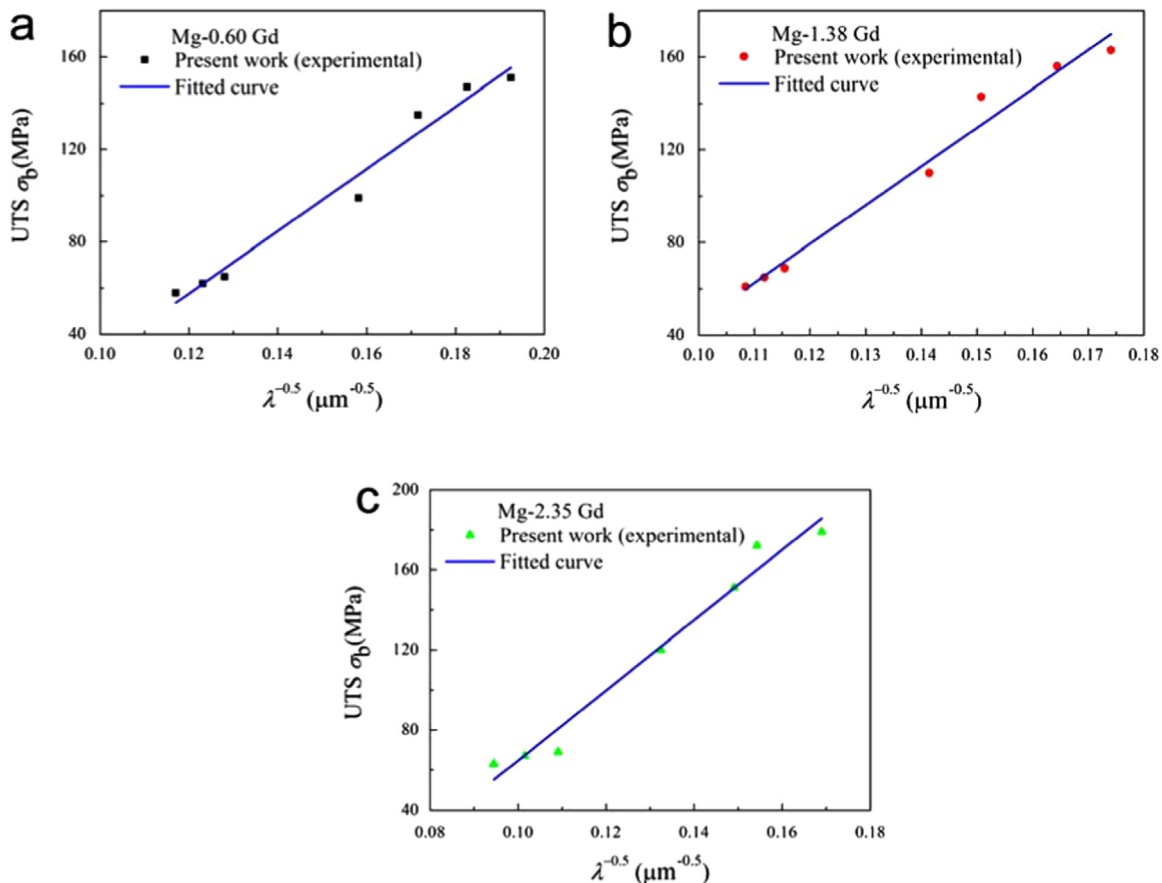 a
Mg-0.60 Gd
Present work (experimental)
Fitted curve
UTS σb(MPa)
160
120
80
40
0.10 0.12 0.14 0.16 0.18 0.20
λ−0.5 (μm-0.5)
b
Mg-1.38 Gd
Present work (experimental)
Fitted curve
UTS σb(MPa)
160
120
80
40
0.10 0.11 0.12 0.13 0.14 0.15 0.16 0.17 0.18
λ−0.5 (μm-0.5)
c
Mg-2.35 Gd
Present work (experimental)
Fitted curve
UTS σb(MPa)
200
160
120
80
40
0.08 0.10 0.12 0.14 0.16 0.18
λ−0.5 (μm-0.5)